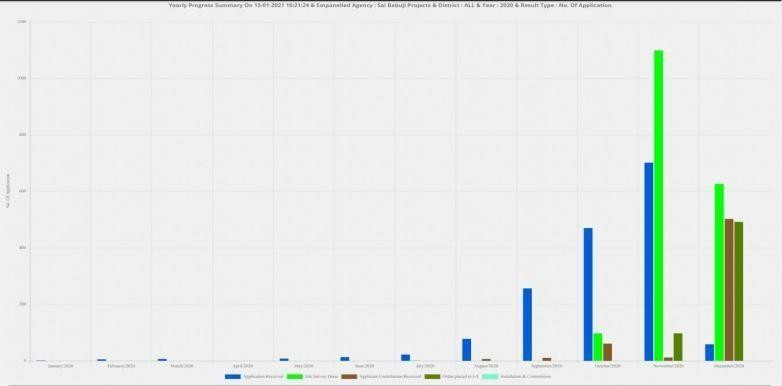 Yearly Progress Summary On 15-01-2021 16:21:24 & Empanelled Agency : Sai Babuji Projects & District : ALL & Year : 2020 & Result Type : No. Of Application
1200
1000
800
600
400
200
0
No. Of Application
January/2020 February/2020 March/2020 April/2020 May/2020 June/2020 July/2020 August/2020 September/2020 October/2020 November/2020 December/2020
Application Received Site Survey Done Applicant Contribution Received Order placed to EA Installation & Commission